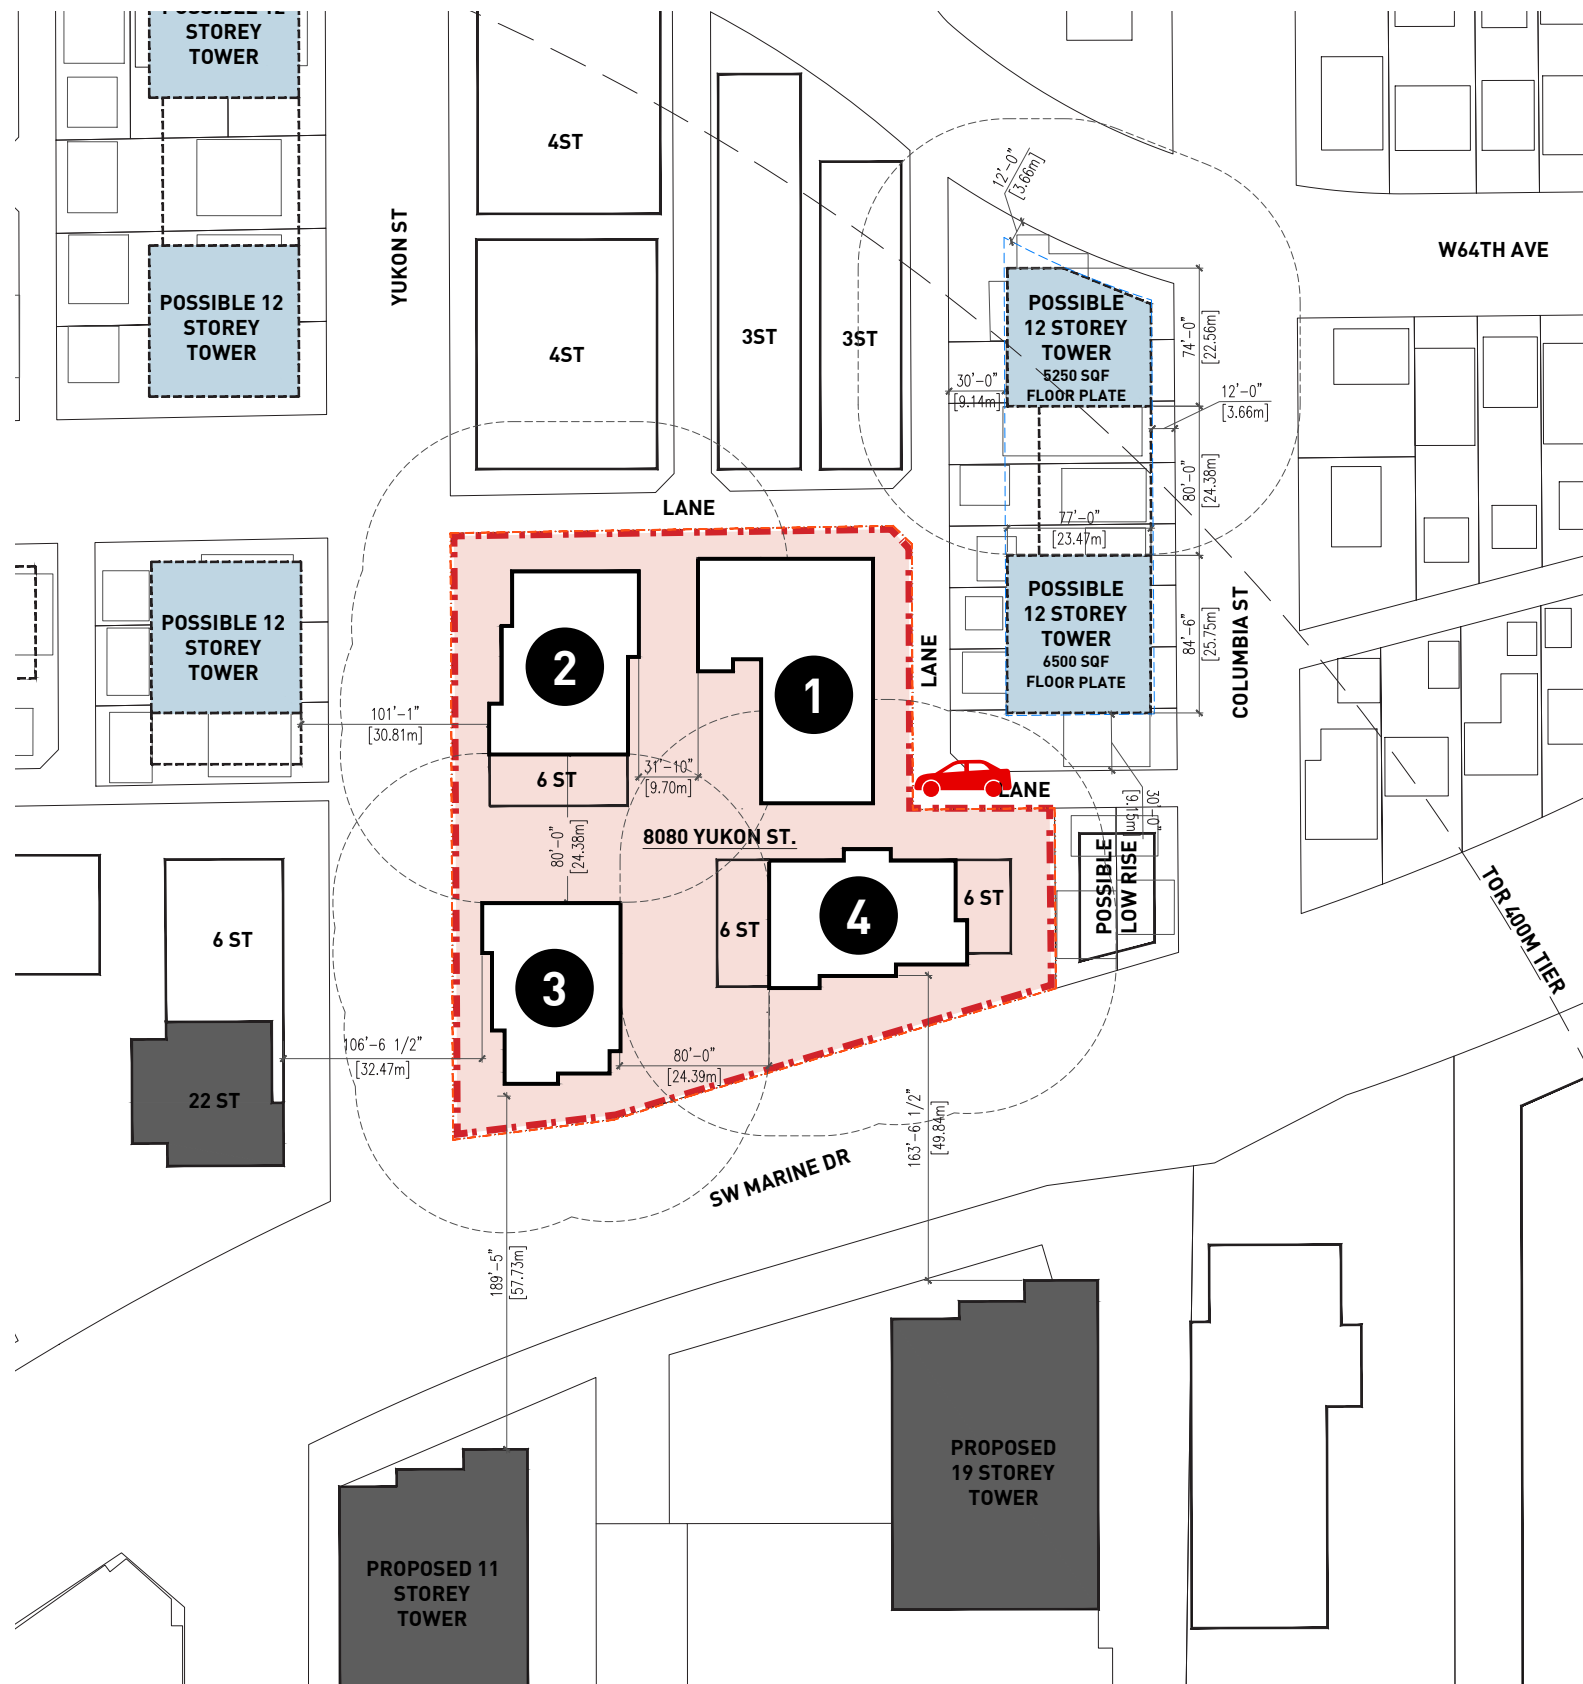 POSSIBLE 12
STOREY
TOWER
4ST
YUKON ST
12'-0"
[3.66m]
W64TH AVE
POSSIBLE 12
STOREY
TOWER
4ST
3ST
3ST
POSSIBLE
12 STOREY
TOWER
5250 SQF
FLOOR PLATE
74'-0"
[22.56m]
30'-0"
[9.14m]
12'-0"
[3.66m]
80'-0"
[24.38m]
LANE
77'-0"
[23.47m]
POSSIBLE 12
STOREY
TOWER
2
1
LANE
POSSIBLE
12 STOREY
TOWER
6500 SQF
FLOOR PLATE
84'-6"
[25.75m]
COLUMBIA ST
101'-1"
[30.81m]
31'-10"
[9.70m]
6 ST
LANE
30'-0"
[9.15m]
80'-0"
[24.38m]
8080 YUKON ST.
POSSIBLE
LOW RISE
6 ST
6 ST
4
6 ST
TOR 400M TIER
3
106'-6 1/2"
[32.47m]
80'-0"
[24.39m]
22 ST
163'-6 1/2"
[49.84m]
SW MARINE DR
189'-5"
[57.73m]
PROPOSED
19 STOREY
TOWER
PROPOSED 11
STOREY
TOWER